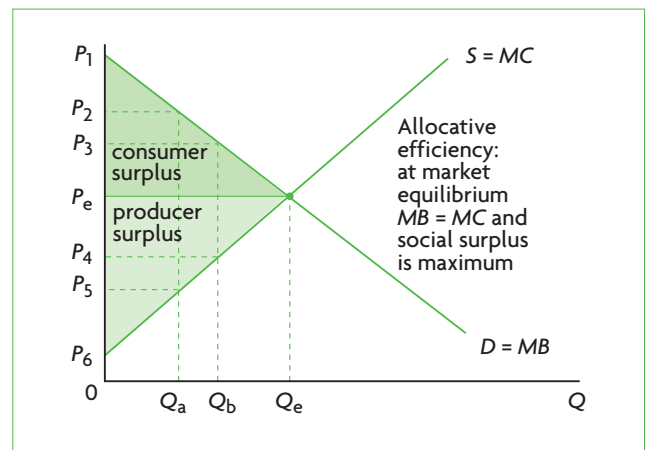 P1
S = MC
P2
P3
consumer
surplus
Allocative
efficiency:
at market
equilibrium
MB = MC and
social surplus
is maximum
Pe
producer
surplus
P4
P5
P6
D = MB
0
Qa
Qb
Qe
Q